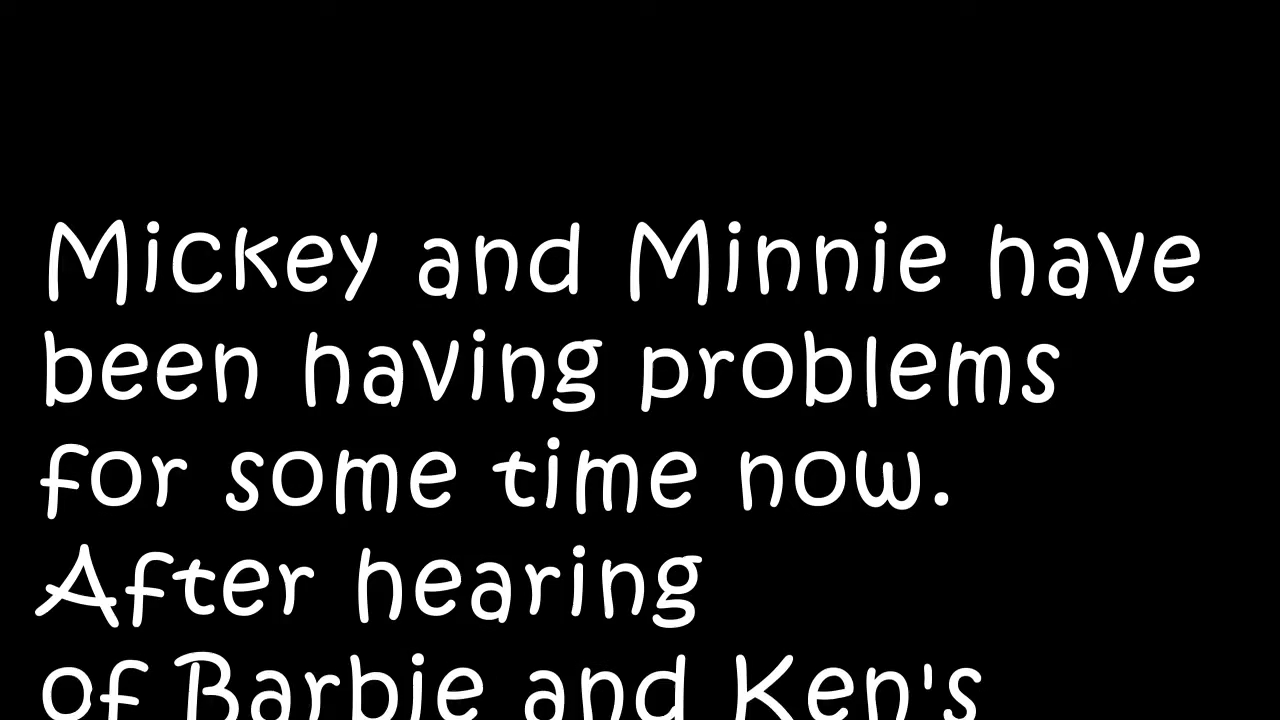 Mickey and Minnie have
been having problems
for some time now.
After hearing
of Barbie and Ken's